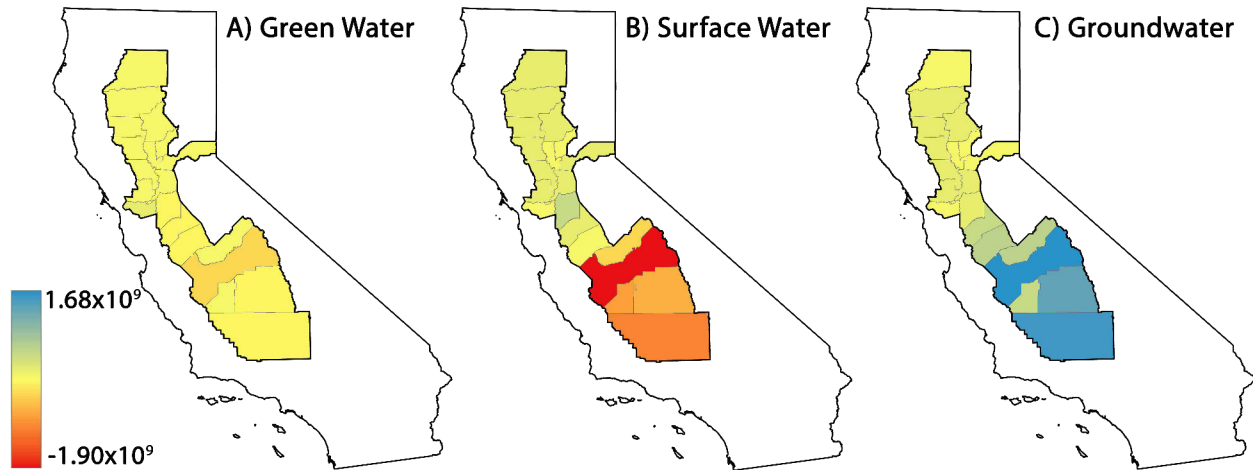 A) Green Water
B) Surface Water
C) Groundwater
1.68x10⁹
-1.90x10⁹